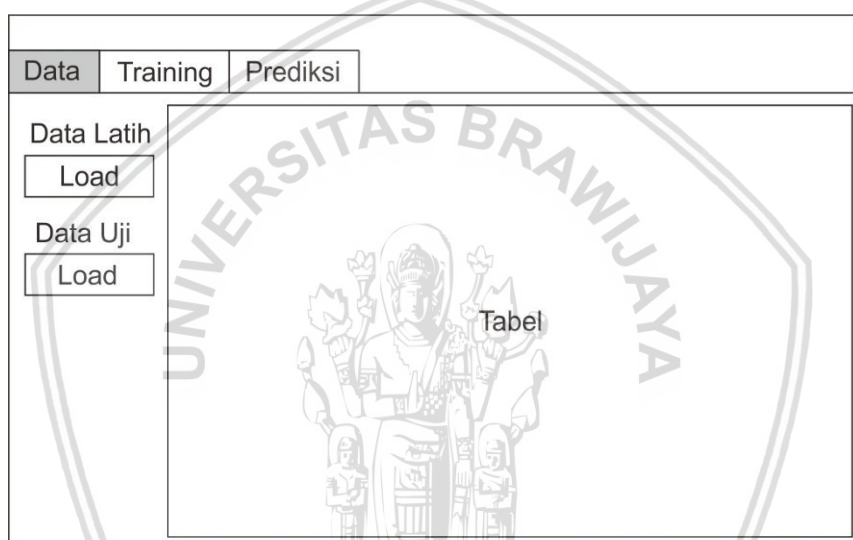 Data Training Prediksi
Data Latih
Load
Data Uji
Load
Tabel
UNIVERSITAS BRAWIJAYA